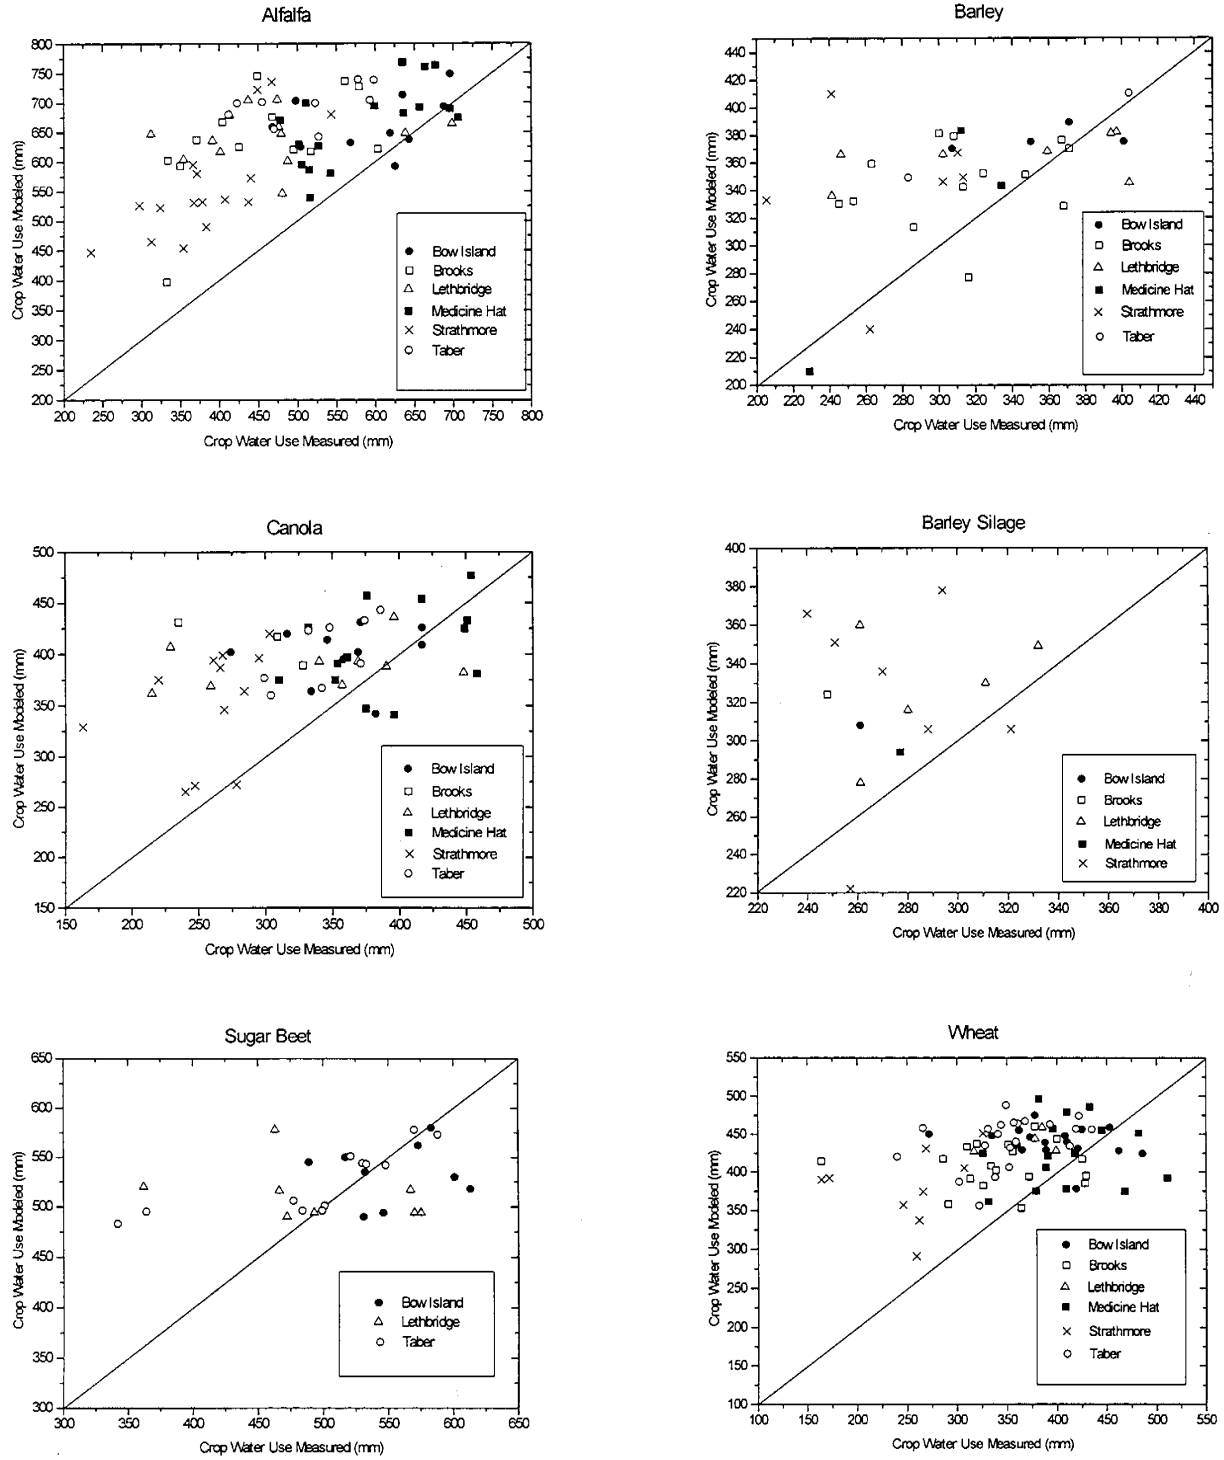 Alfalfa
800
750
700
650
600
550
500
450
400
350
300
250
200
Crop Water Use Modeled (mm)
Bow Island
Brooks
Lethbridge
Medicine Hat
Strathmore
Taber
200 250 300 350 400 450 500 550 600 650 700 750 800
Crop Water Use Measured (mm)
Barley
440
420
400
380
360
340
320
300
280
260
240
220
200
Crop Water Use Modeled (mm)
Bow Island
Brooks
Lethbridge
Medicine Hat
Strathmore
Taber
200 220 240 260 280 300 320 340 360 380 400 420 440
Crop Water Use Measured (mm)
Canola
500
450
400
350
300
250
200
150
Crop Water Use Modeled (mm)
Bow Island
Brooks
Lethbridge
Medicine Hat
Strathmore
Taber
150 200 250 300 350 400 450 500
Crop Water Use Measured (mm)
Barley Silage
400
380
360
340
320
300
280
260
240
220
Crop Water Use Modeled (mm)
Bow Island
Brooks
Lethbridge
Medicine Hat
Strathmore
220 240 260 280 300 320 340 360 380 400
Crop Water Use Measured (mm)
Sugar Beet
650
600
550
500
450
400
350
300
Crop Water Use Modeled (mm)
Bow Island
Lethbridge
Taber
300 350 400 450 500 550 600 650
Crop Water Use Measured (mm)
Wheat
550
500
450
400
350
300
250
200
150
100
Crop Water Use Modeled (mm)
Bow Island
Brooks
Lethbridge
Medicine Hat
Strathmore
Taber
100 150 200 250 300 350 400 450 500 550
Crop Water Use Measured (mm)